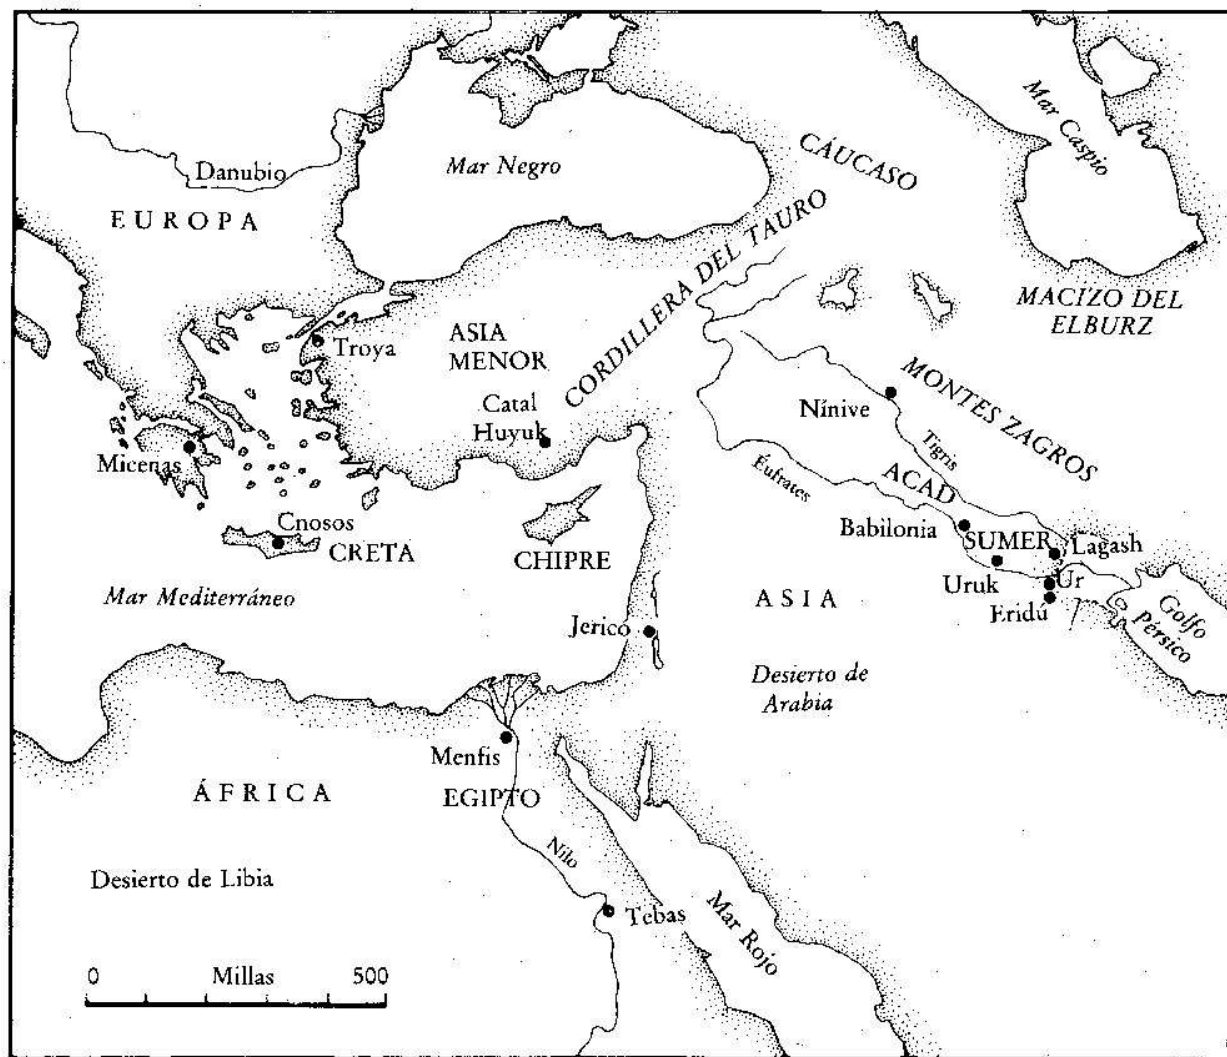 Danubio
EUROPA
Mar Negro
CÁUCASO
Mar Caspio
CORDILLERA DEL TAURO
MACIZO DEL
ELBURZ
Troya
ASIA
MENOR
Catal
Huyuk
Micenas
Nínive
MONTES ZAGROS
Tigris
Éufrates
ACAD
Babilonia
SUMER
Lagash
Uruk
Ur
Eridú
Golfo
Pérsico
Cnosos
CRETA
CHIPRE
Mar Mediterráneo
Jericó
ASIA
Desierto de
Arabia
Menfis
EGIPTO
ÁFRICA
Nilo
Desierto de Libia
Tebas
Mar Rojo
0 Millas 500